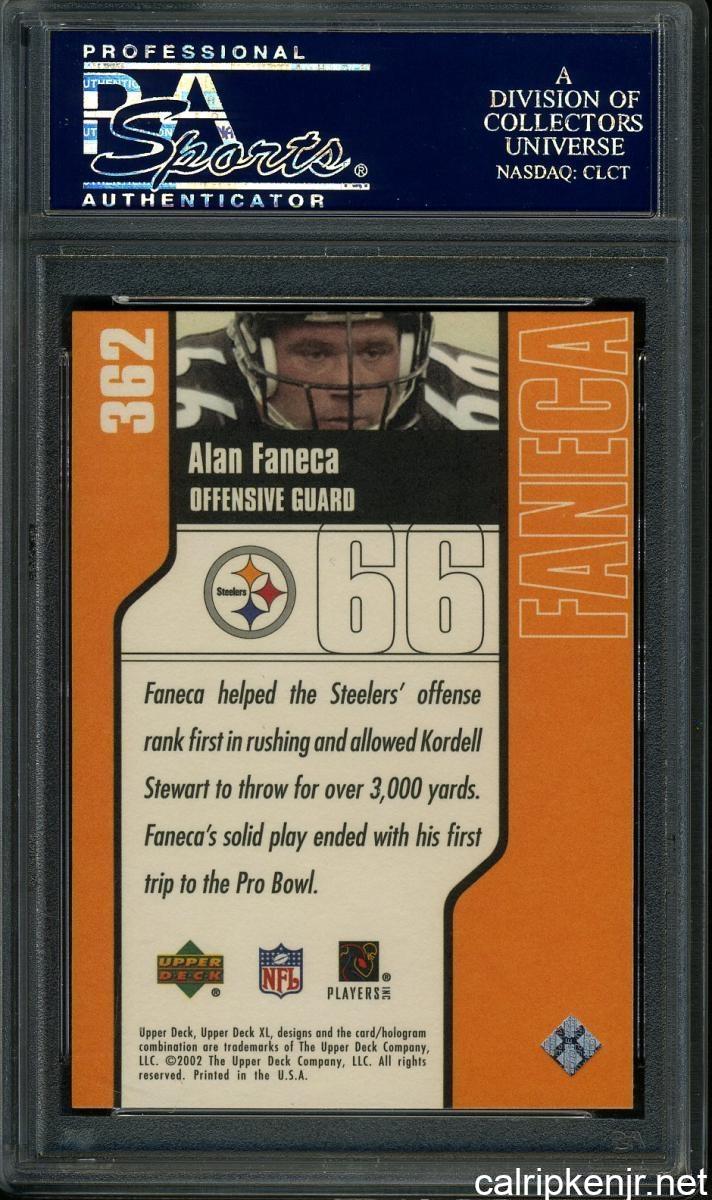 PROFESSIONAL
PSA
Sports®
AUTHENTICATOR
A
DIVISION OF
COLLECTORS
UNIVERSE
NASDAQ: CLCT
362
66
Alan Faneca
OFFENSIVE GUARD
FANECA
Steelers
66
Faneca helped the Steelers' offense
rank first in rushing and allowed Kordell
Stewart to throw for over 3,000 yards.
Faneca's solid play ended with his first
trip to the Pro Bowl.
UPPER
DECK®
NFL
PLAYERS INC®
Upper Deck, Upper Deck XL, designs and the card/hologram
combination are trademarks of The Upper Deck Company,
LLC. ©2002 The Upper Deck Company, LLC. All rights
reserved. Printed in the U.S.A.
calripkenjr.net